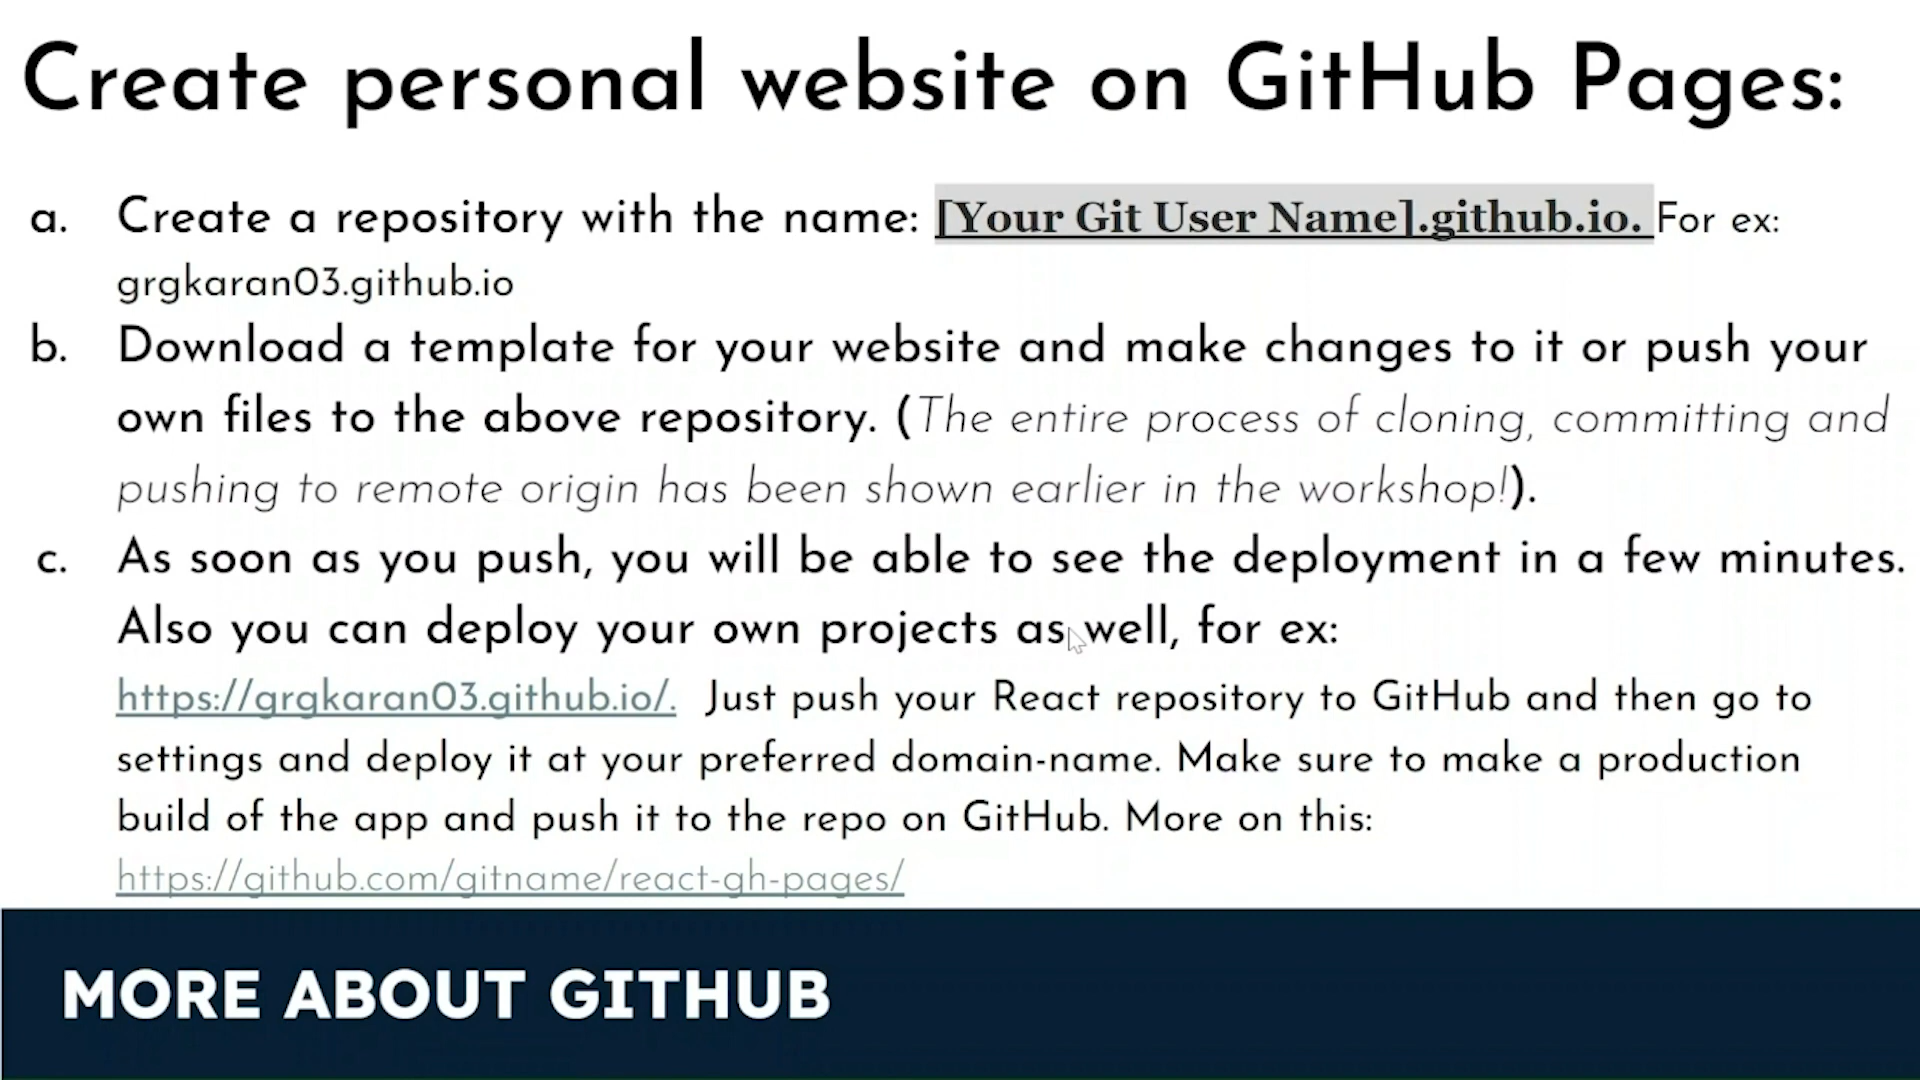 Create personal website on GitHub Pages:
a. Create a repository with the name: [Your Git User Name].github.io. For ex:
grgkaran03.github.io
b. Download a template for your website and make changes to it or push your
own files to the above repository. (The entire process of cloning, committing and
pushing to remote origin has been shown earlier in the workshop!).
c. As soon as you push, you will be able to see the deployment in a few minutes.
Also you can deploy your own projects as well, for ex:
https://grgkaran03.github.io/. Just push your React repository to GitHub and then go to
settings and deploy it at your preferred domain-name. Make sure to make a production
build of the app and push it to the repo on GitHub. More on this:
https://github.com/gitname/react-gh-pages/
MORE ABOUT GITHUB